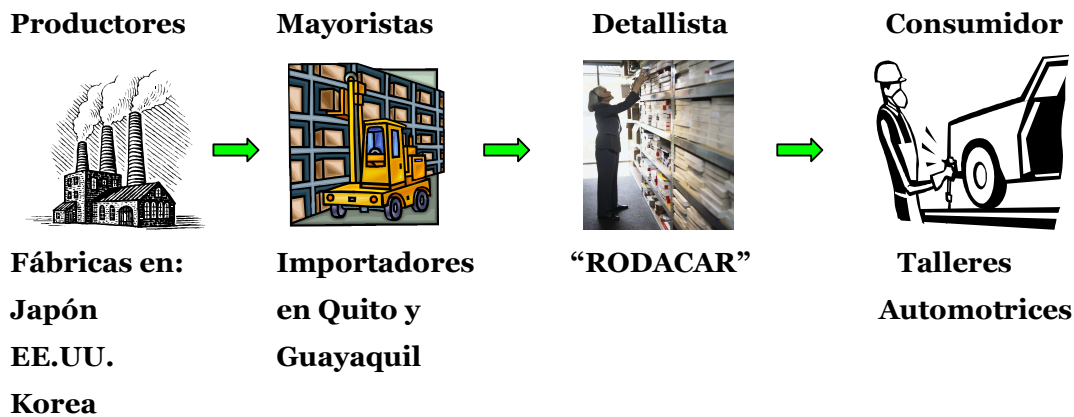 Productores
Mayoristas
Detallista
Consumidor
Fábricas en:
Japón
EE.UU.
Korea
Importadores
en Quito y
Guayaquil
“RODACAR”
Talleres
Automotrices